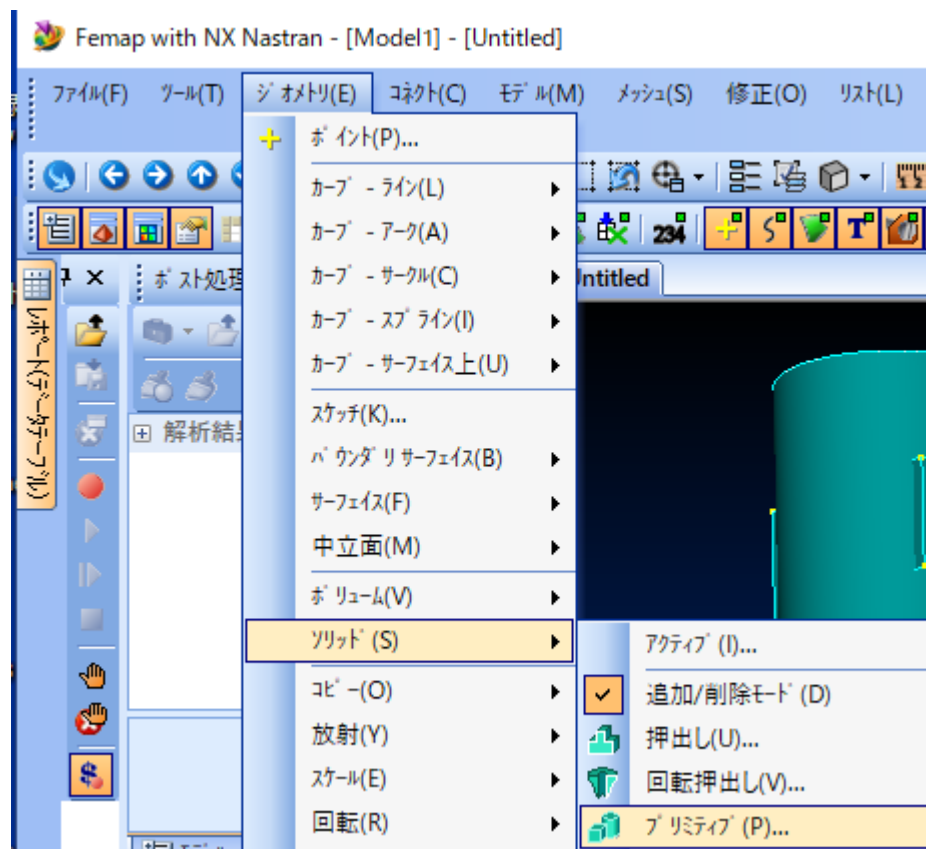 Femap with NX Nastran - [Model1] - [Untitled]
ﾌｧｲﾙ(F) ﾂｰﾙ(T) ｼﾞｵﾒﾄﾘ(E) ｺﾈｸﾄ(C) ﾓﾃﾞﾙ(M) ﾒｯｼｭ(S) 修正(O) ﾘｽﾄ(L)
ﾎﾟｲﾝﾄ(P)...
ｶｰﾌﾞ - ﾗｲﾝ(L)
ｶｰﾌﾞ - ｱｰｸ(A)
234
T
ｶｰﾌﾞ - ｻｰｸﾙ(C)
ﾎﾟｽﾄ処理
Untitled
ｶｰﾌﾞ - ｽﾌﾟﾗｲﾝ(I)
ｶｰﾌﾞ - ｻｰﾌｪｲｽ上(U)
ﾚﾎﾟｰﾄ(ﾃﾞｰﾀﾃｰﾌﾞﾙ)
ｽｹｯﾁ(K)...
解析結
ﾊﾞｳﾝﾀﾞﾘ ｻｰﾌｪｲｽ(B)
ｻｰﾌｪｲｽ(F)
中立面(M)
ﾎﾞﾘｭｰﾑ(V)
ｿﾘｯﾄﾞ(S)
ｱｸﾃｨﾌﾞ(I)...
ｺﾋﾟｰ(O)
追加/削除ﾓｰﾄﾞ(D)
放射(Y)
押出し(U)...
ｽｹｰﾙ(E)
回転押出し(V)...
回転(R)
ﾌﾟﾘﾐﾃｨﾌﾞ(P)...